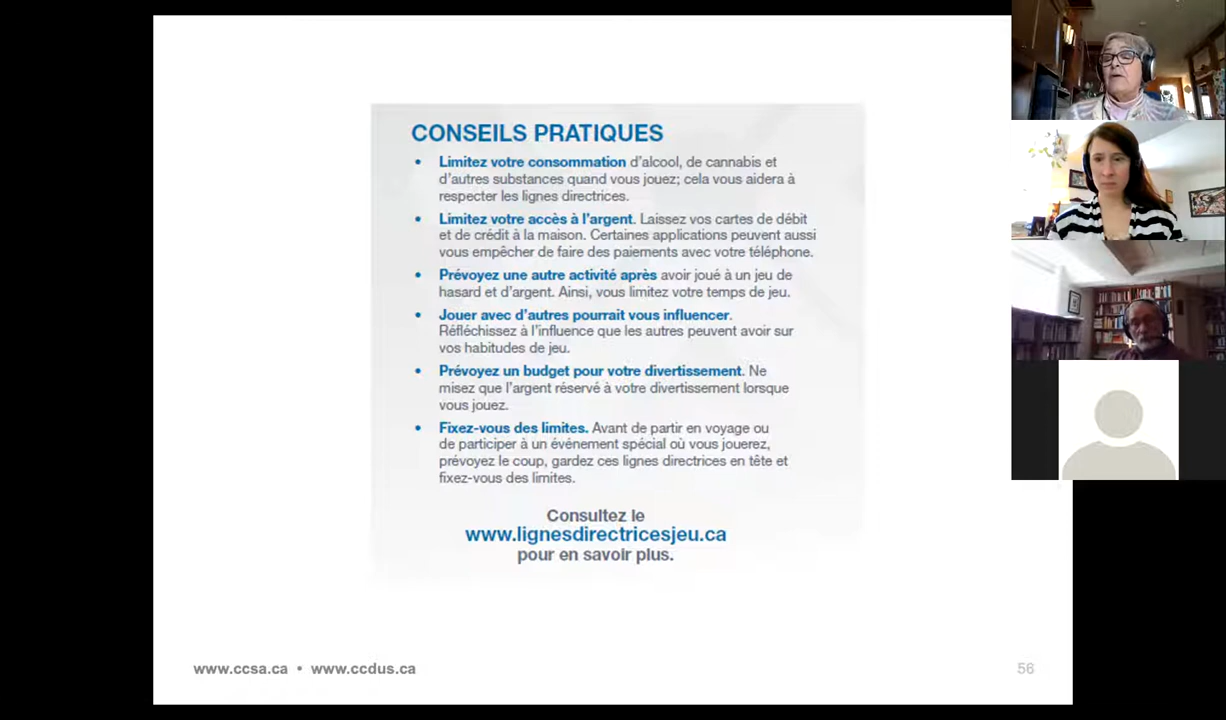 CONSEILS PRATIQUES
• Limitez votre consommation d'alcool, de cannabis et
d'autres substances quand vous jouez; cela vous aidera à
respecter les lignes directrices.
• Limitez votre accès à l'argent. Laissez vos cartes de débit
et de crédit à la maison. Certaines applications peuvent aussi
vous empêcher de faire des paiements avec votre téléphone.
• Prévoyez une autre activité après avoir joué à un jeu de
hasard et d'argent. Ainsi, vous limitez votre temps de jeu.
• Jouer avec d'autres pourrait vous influencer.
Réfléchissez à l'influence que les autres peuvent avoir sur
vos habitudes de jeu.
• Prévoyez un budget pour votre divertissement. Ne
misez que l'argent réservé à votre divertissement lorsque
vous jouez.
• Fixez-vous des limites. Avant de partir en voyage ou
de participer à un événement spécial où vous jouerez,
prévoyez le coup, gardez ces lignes directrices en tête et
fixez-vous des limites.
Consultez le
www.lignesdirectricesjeu.ca
pour en savoir plus.
www.ccsa.ca • www.ccdus.ca
56